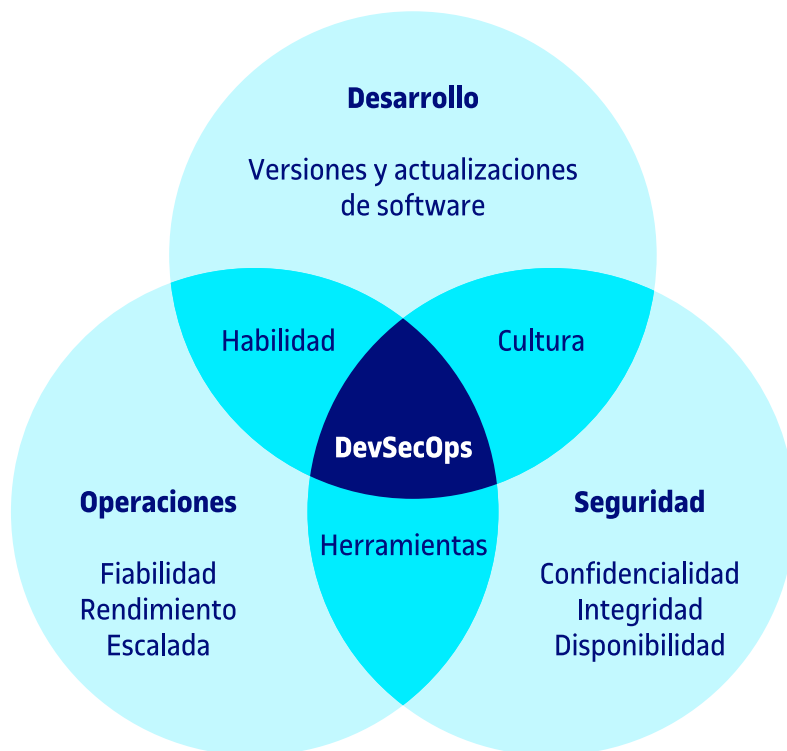 Desarrollo
Versiones y actualizaciones
de software
Habilidad
Cultura
DevSecOps
Operaciones
Fiabilidad
Rendimiento
Escalada
Herramientas
Seguridad
Confidencialidad
Integridad
Disponibilidad